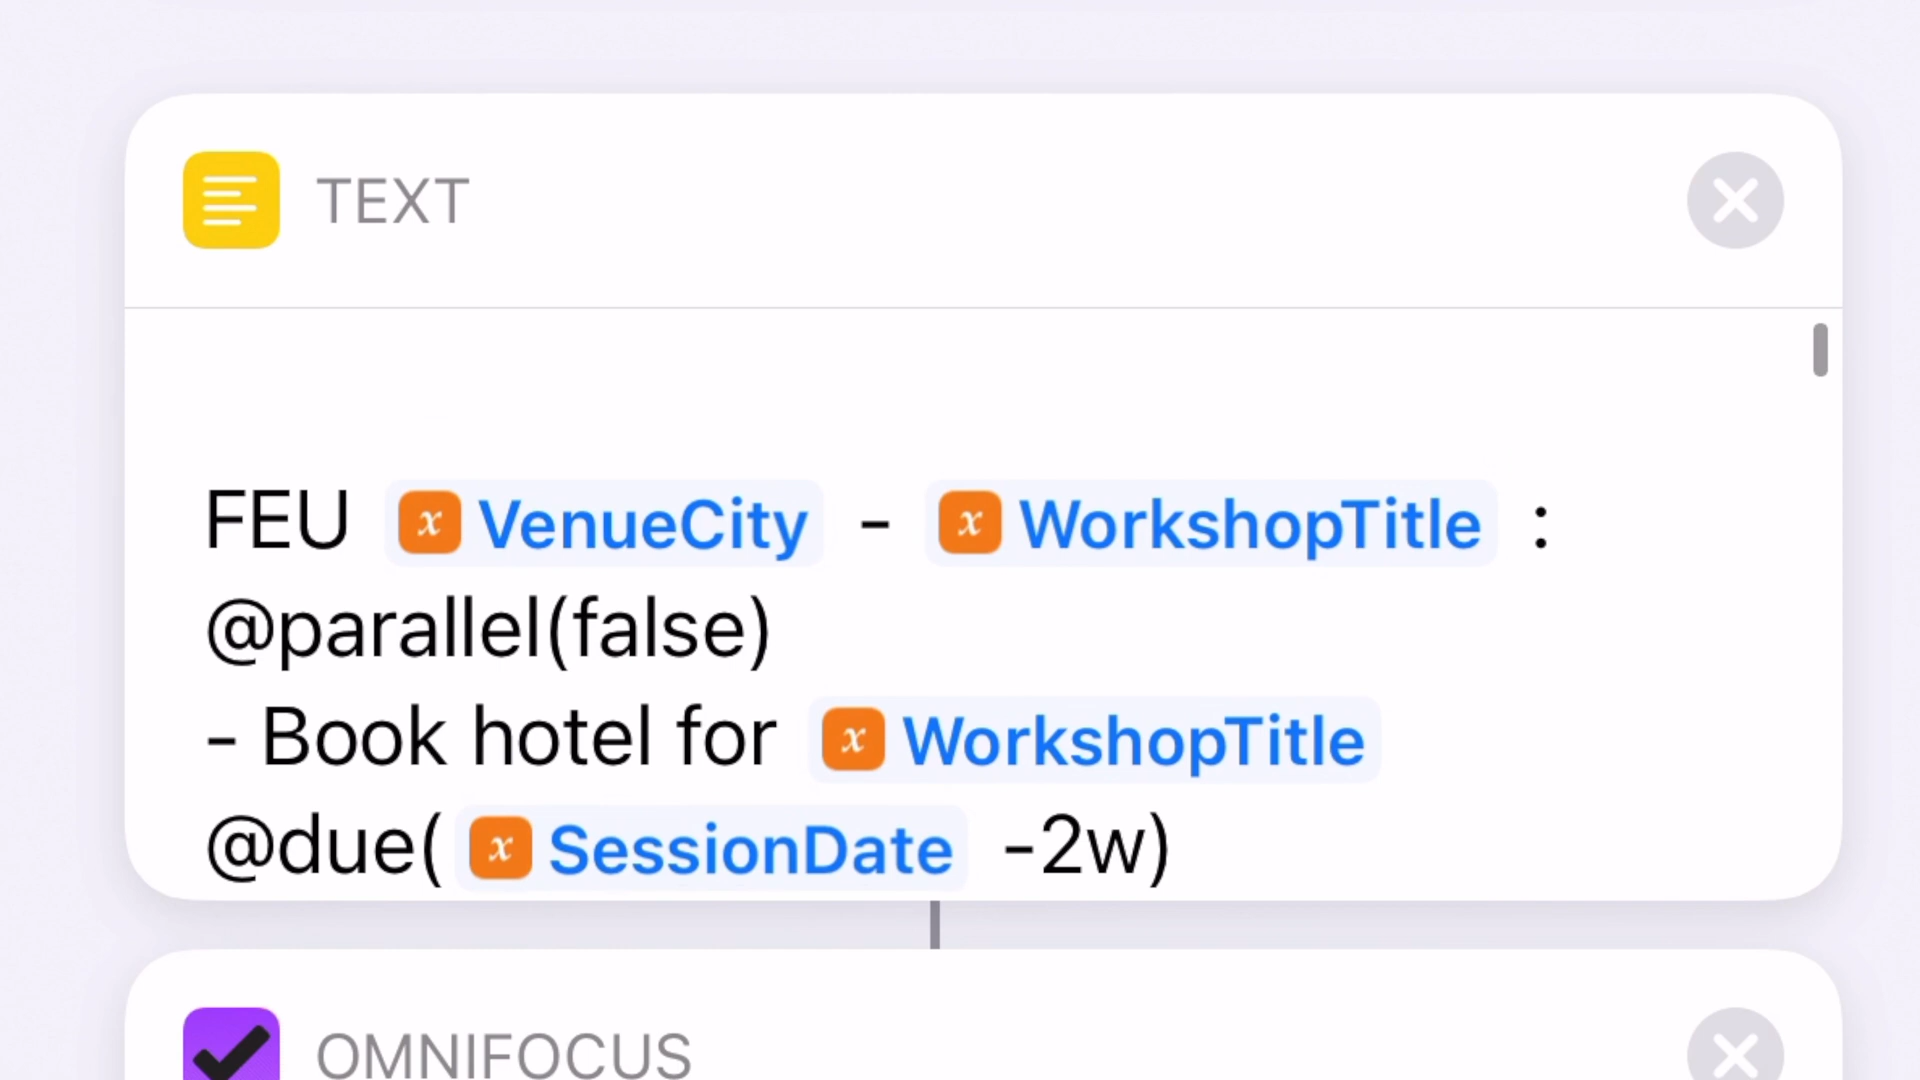 TEXT
FEU VenueCity - WorkshopTitle :
@parallel(false)
- Book hotel for WorkshopTitle
@due( SessionDate -2w)
OMNIFOCUS